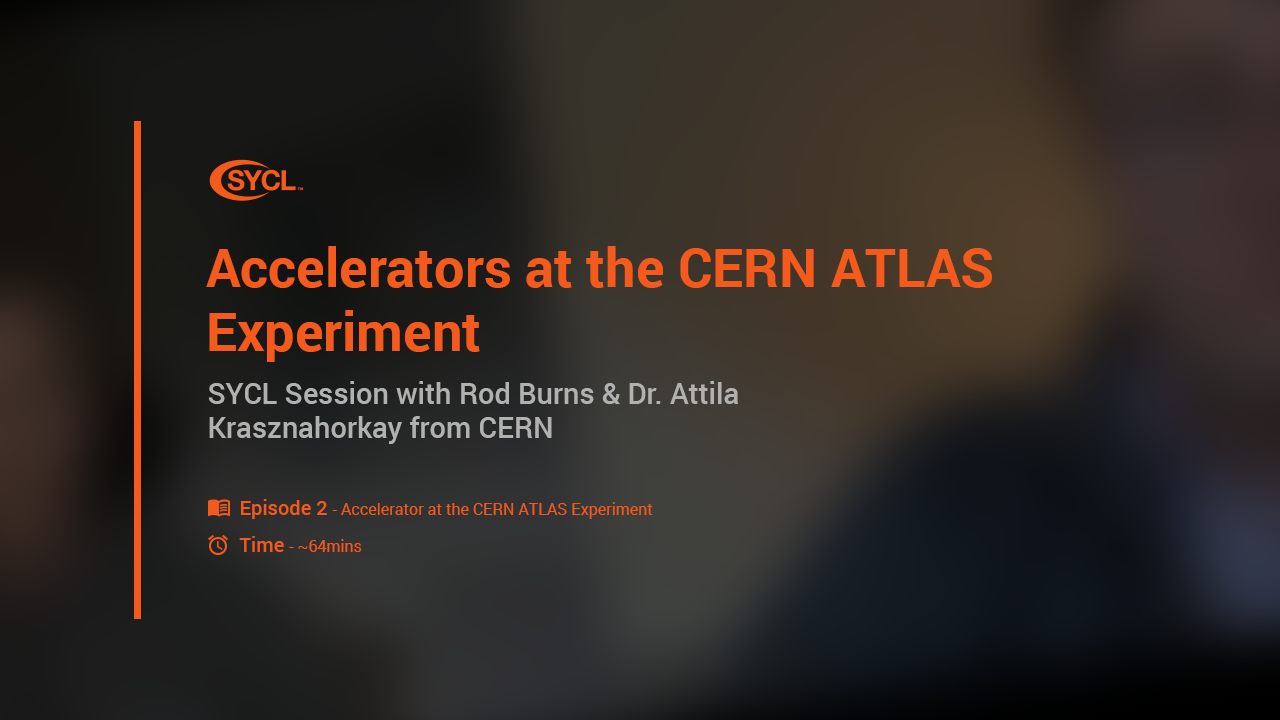 SYCL™
Accelerators at the CERN ATLAS
Experiment
SYCL Session with Rod Burns & Dr. Attila
Krasznahorkay from CERN
Episode 2 - Accelerator at the CERN ATLAS Experiment
Time - ~64mins